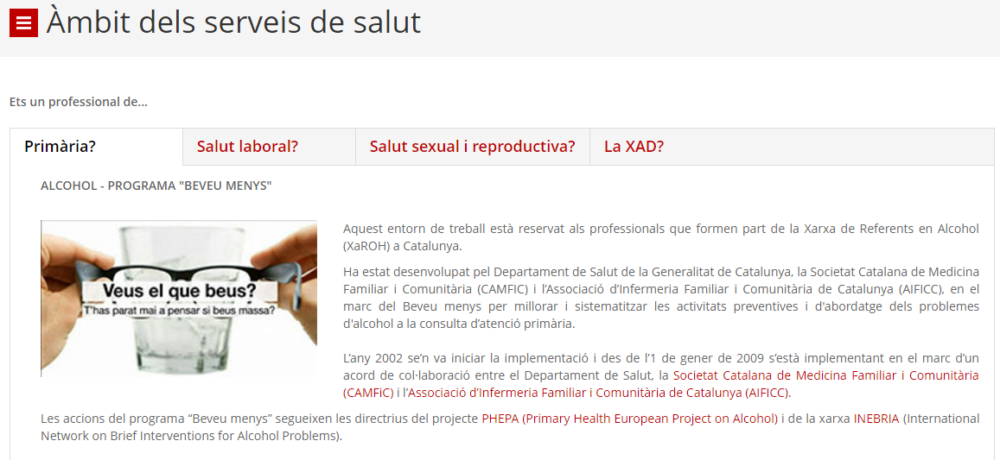 Àmbit dels serveis de salut
Ets un professional de...
Primària?
Salut laboral?
Salut sexual i reproductiva?
La XAD?
ALCOHOL - PROGRAMA "BEVEU MENYS"
Veus el que beus?
T'has parat mai a pensar si beus massa?
Aquest entorn de treball està reservat als professionals que formen part de la Xarxa de Referents en Alcohol
(XaROH) a Catalunya.
Ha estat desenvolupat pel Departament de Salut de la Generalitat de Catalunya, la Societat Catalana de Medicina
Familiar i Comunitària (CAMFIC) i l’Associació d’Infermeria Familiar i Comunitària de Catalunya (AIFICC), en el
marc del Beveu menys per millorar i sistematitzar les activitats preventives i d'abordatge dels problemes
d'alcohol a la consulta d’atenció primària.
L’any 2002 se’n va iniciar la implementació i des de l’1 de gener de 2009 s’està implementant en el marc d’un
acord de col·laboració entre el Departament de Salut, la Societat Catalana de Medicina Familiar i Comunitària
(CAMFiC) i l’Associació d’Infermeria Familiar i Comunitària de Catalunya (AIFICC).
Les accions del programa “Beveu menys” segueixen les directrius del projecte PHEPA (Primary Health European Project on Alcohol) i de la xarxa INEBRIA (International
Network on Brief Interventions for Alcohol Problems).